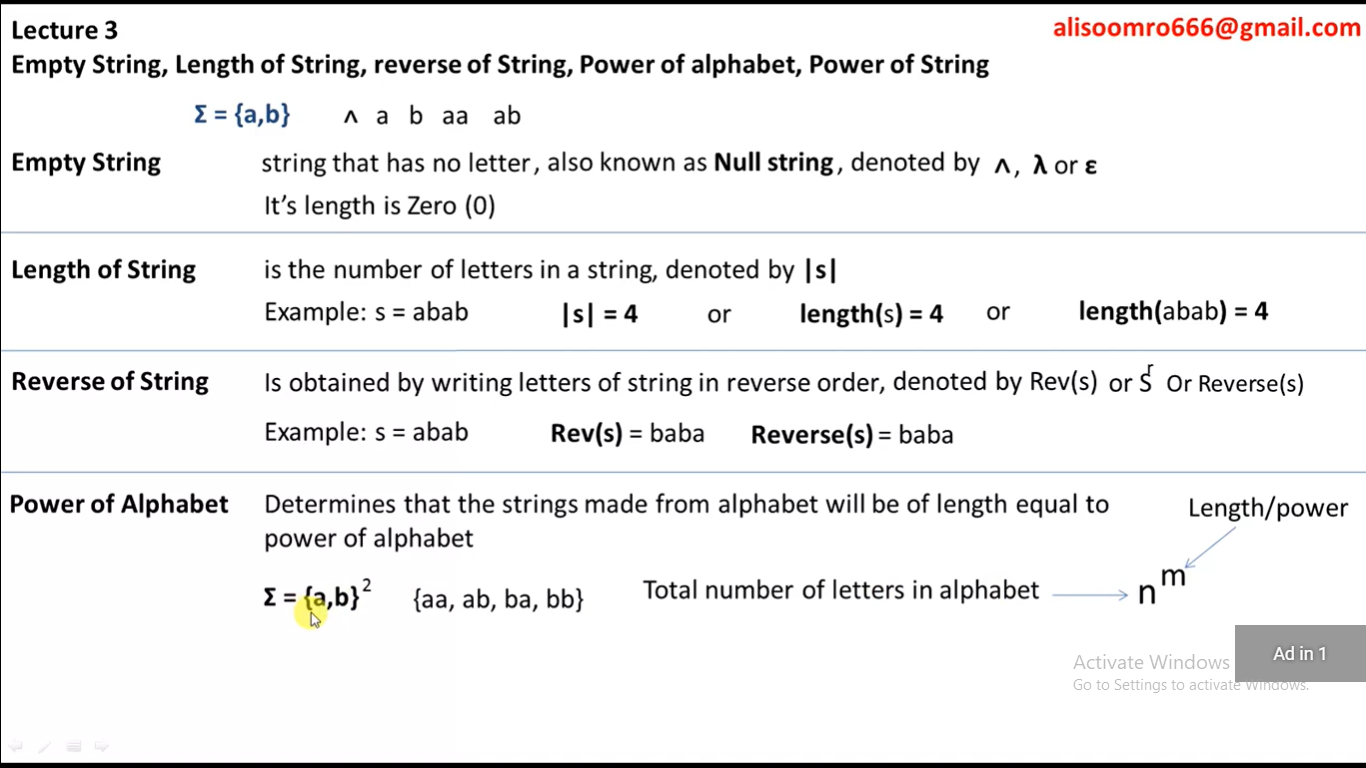 Lecture 3
alisoomro666@gmail.com
Empty String, Length of String, reverse of String, Power of alphabet, Power of String
Σ = {a,b} ʌ a b aa ab
Empty String string that has no letter, also known as Null string, denoted by ʌ, λ or ε
It's length is Zero (0)
Length of String is the number of letters in a string, denoted by |s|
Example: s = abab |s| = 4 or length(s) = 4 or length(abab) = 4
Reverse of String Is obtained by writing letters of string in reverse order, denoted by Rev(s) or Sʳ Or Reverse(s)
Example: s = abab Rev(s) = baba Reverse(s) = baba
Power of Alphabet Determines that the strings made from alphabet will be of length equal to
power of alphabet
Length/power
Σ = {a,b}² {aa, ab, ba, bb} Total number of letters in alphabet nᵐ
Ad in 1
Activate Windows
Go to Settings to activate Windows.